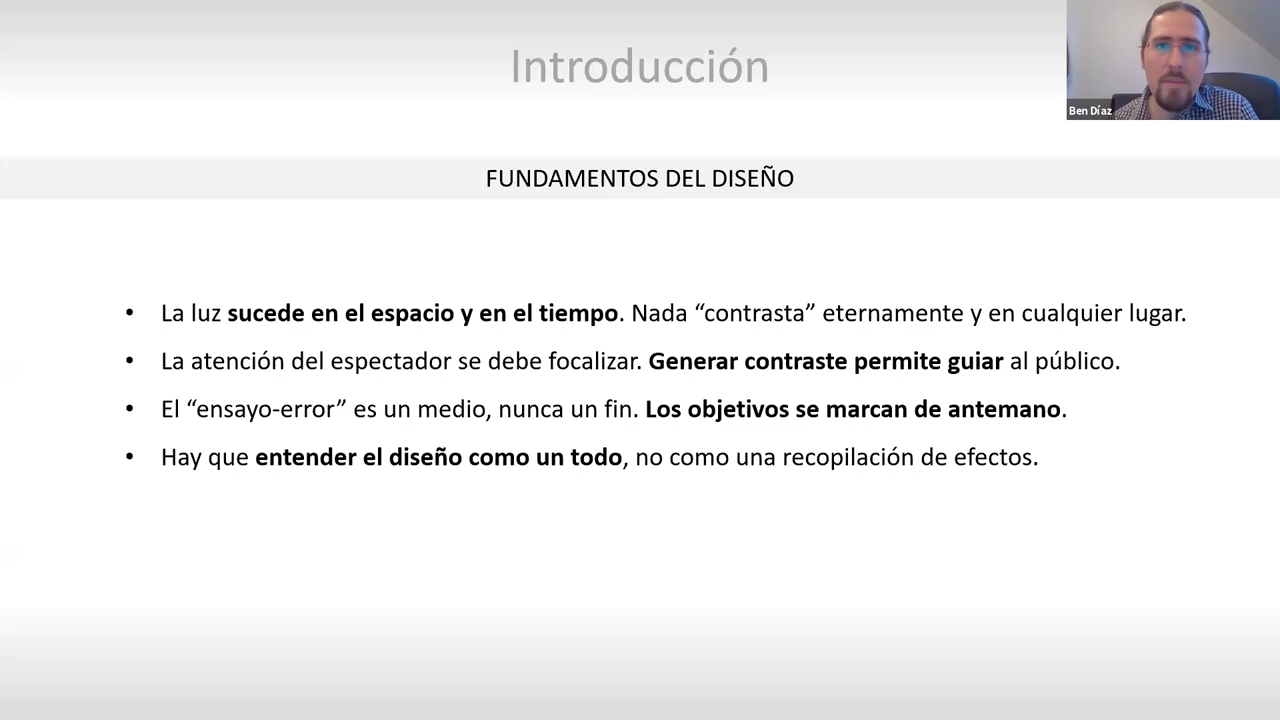 Introducción
Ben Díaz
FUNDAMENTOS DEL DISEÑO
• La luz sucede en el espacio y en el tiempo. Nada “contrasta” eternamente y en cualquier lugar.
• La atención del espectador se debe focalizar. Generar contraste permite guiar al público.
• El “ensayo-error” es un medio, nunca un fin. Los objetivos se marcan de antemano.
• Hay que entender el diseño como un todo, no como una recopilación de efectos.